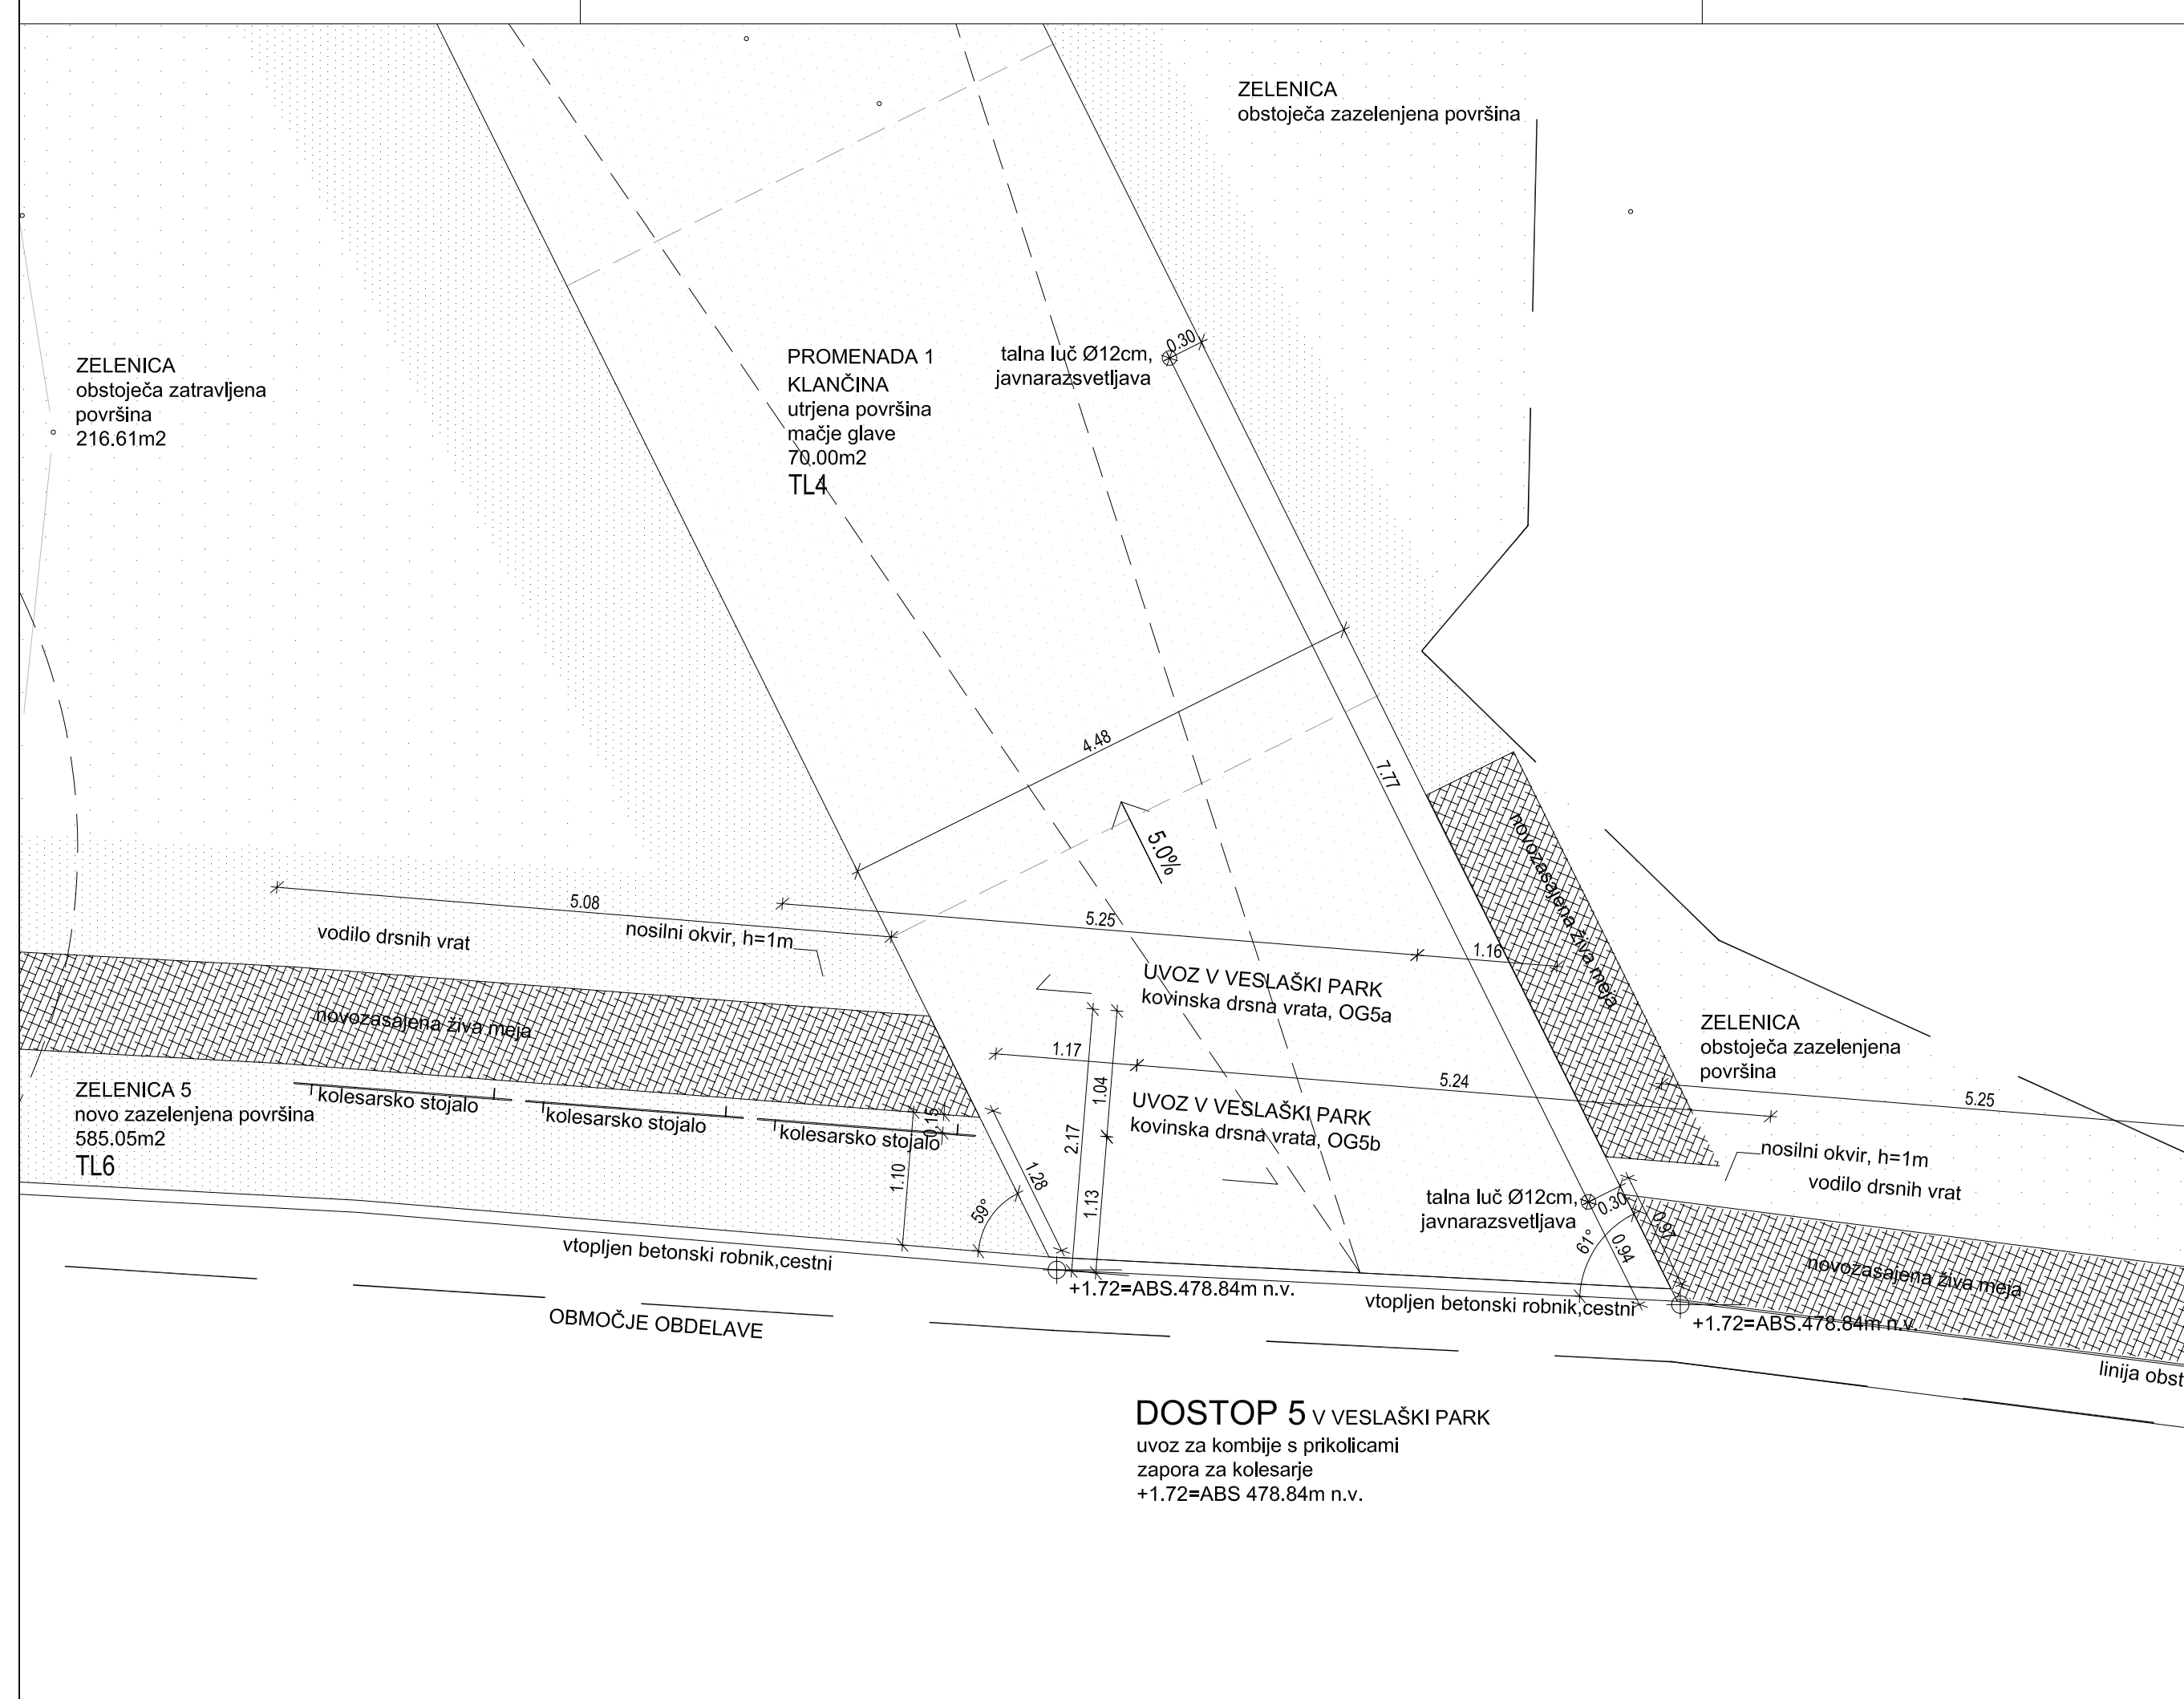 ZELENICA
obstoječa zazelenjena površina
ZELENICA
obstoječa zatravljena
površina
216.61m2
PROMENADA 1
KLANČINA
utrjena površina
mačje glave
70.00m2
TL4
talna luč Ø12cm,
javnarazsvetljava
0.30
4.48
7.77
5.0%
novozasajena živa meja
5.08
5.25
1.16
vodilo drsnih vrat
nosilni okvir, h=1m
UVOZ V VESLAŠKI PARK
kovinska drsna vrata, OG5a
novozasajena živa meja
1.17
5.24
1.04
2.17
1.13
UVOZ V VESLAŠKI PARK
kovinska drsna vrata, OG5b
ZELENICA
obstoječa zazelenjena
površina
5.25
nosilni okvir, h=1m
vodilo drsnih vrat
ZELENICA 5
novo zazelenjena površina
585.05m2
TL6
kolesarsko stojalo
kolesarsko stojalo
kolesarsko stojalo
0.15
1.10
1.28
59°
talna luč Ø12cm,
javnarazsvetljava
0.30
0.97
0.94
61°
novozasajena živa meja
vtopljen betonski robnik,cestni
+1.72=ABS.478.84m n.v.
vtopljen betonski robnik,cestni
+1.72=ABS.478.84m n.v.
OBMOČJE OBDELAVE
linija obst
DOSTOP 5 V VESLAŠKI PARK
uvoz za kombije s prikolicami
zapora za kolesarje
+1.72=ABS 478.84m n.v.